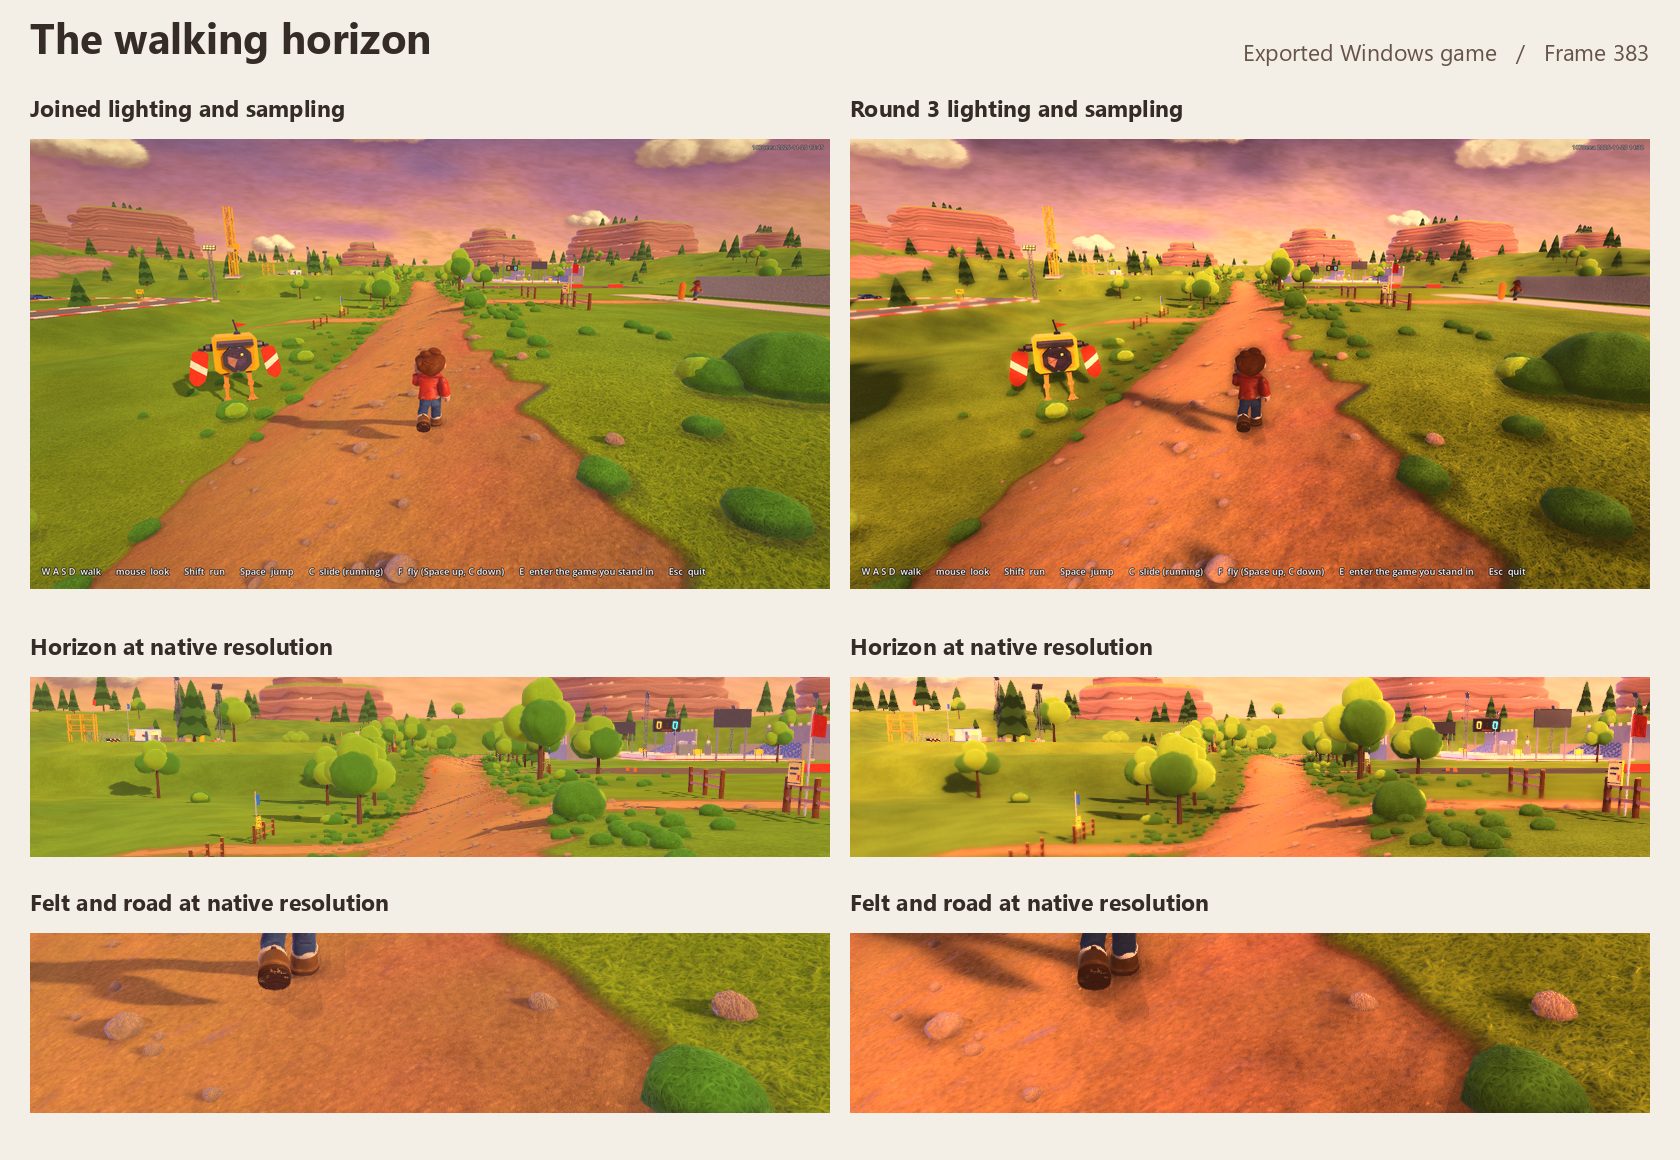 The walking horizon
Exported Windows game / Frame 383
Joined lighting and sampling
Round 3 lighting and sampling
W A S D walk mouse look Shift run Space jump C slide (running) F fly (Space up, C down) E enter the game you stand in Esc quit
W A S D walk mouse look Shift run Space jump C slide (running) F fly (Space up, C down) E enter the game you stand in Esc quit
Horizon at native resolution
Horizon at native resolution
0 0
0 0
Felt and road at native resolution
Felt and road at native resolution